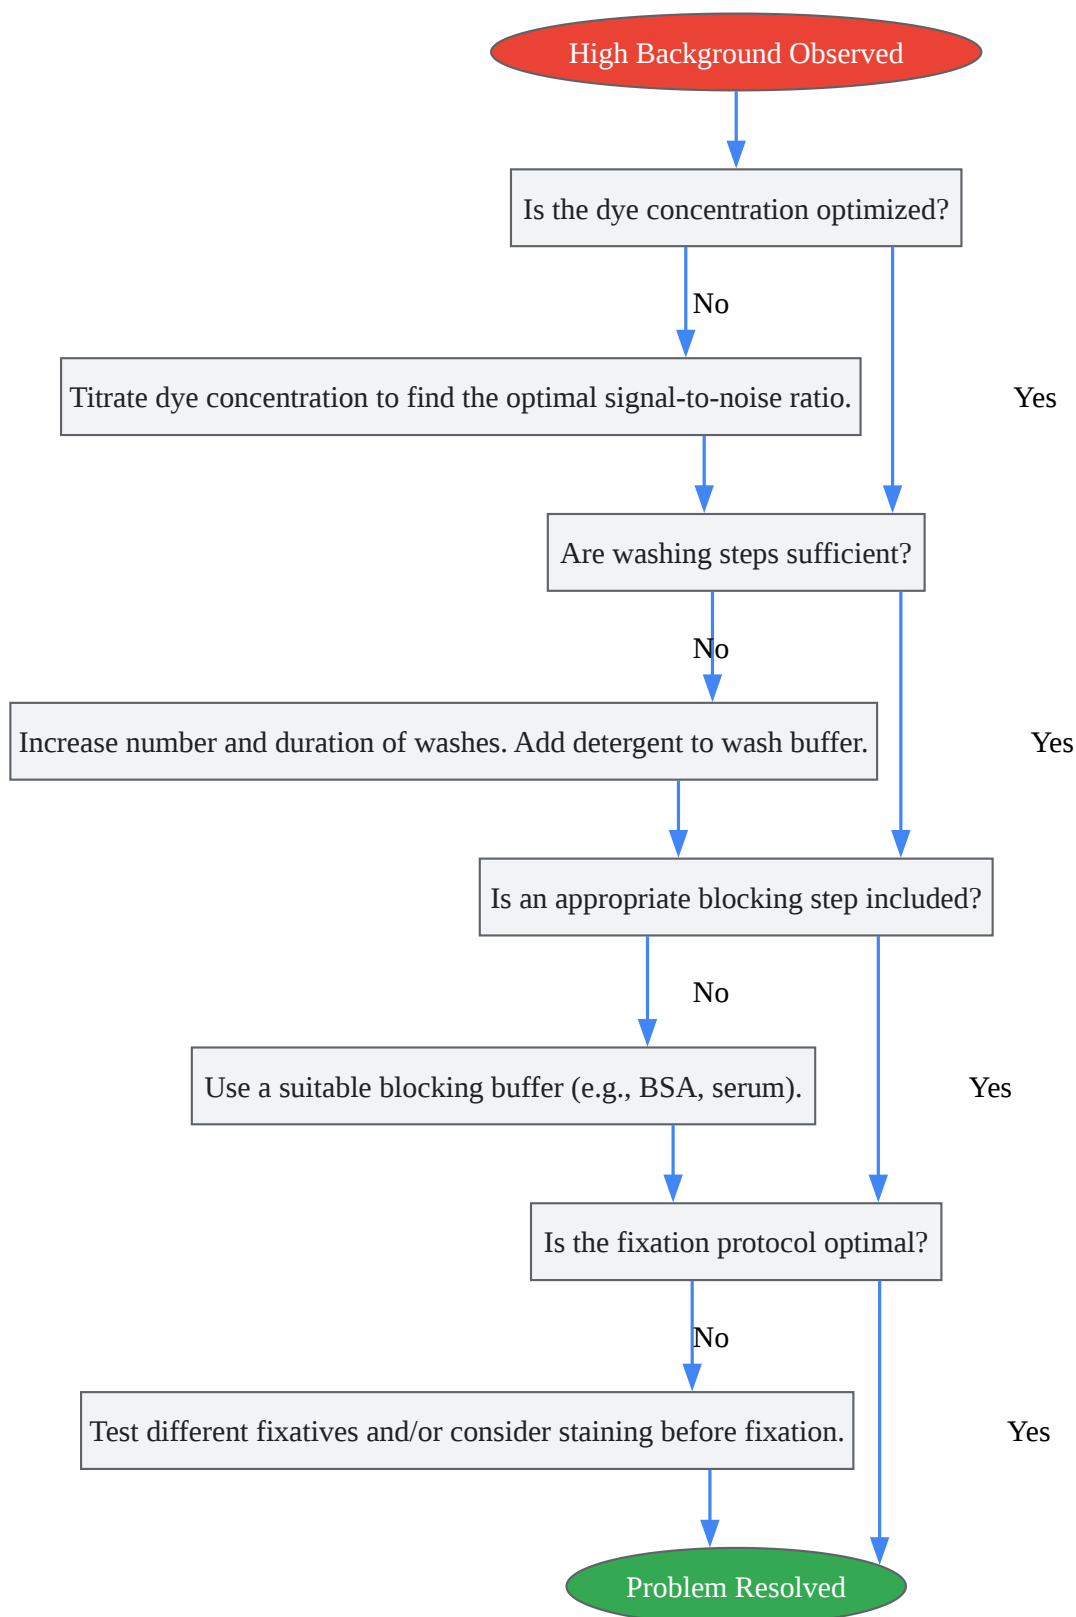 High Background Observed
Is the dye concentration optimized?
No
Titrate dye concentration to find the optimal signal-to-noise ratio.
Yes
Are washing steps sufficient?
No
Increase number and duration of washes. Add detergent to wash buffer.
Yes
Is an appropriate blocking step included?
No
Use a suitable blocking buffer (e.g., BSA, serum).
Yes
Is the fixation protocol optimal?
No
Test different fixatives and/or consider staining before fixation.
Yes
Problem Resolved